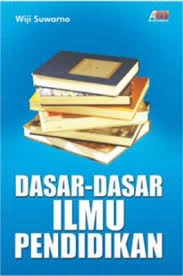 Wiji Suwarno
DASAR-DASAR
ILMU
PENDIDIKAN